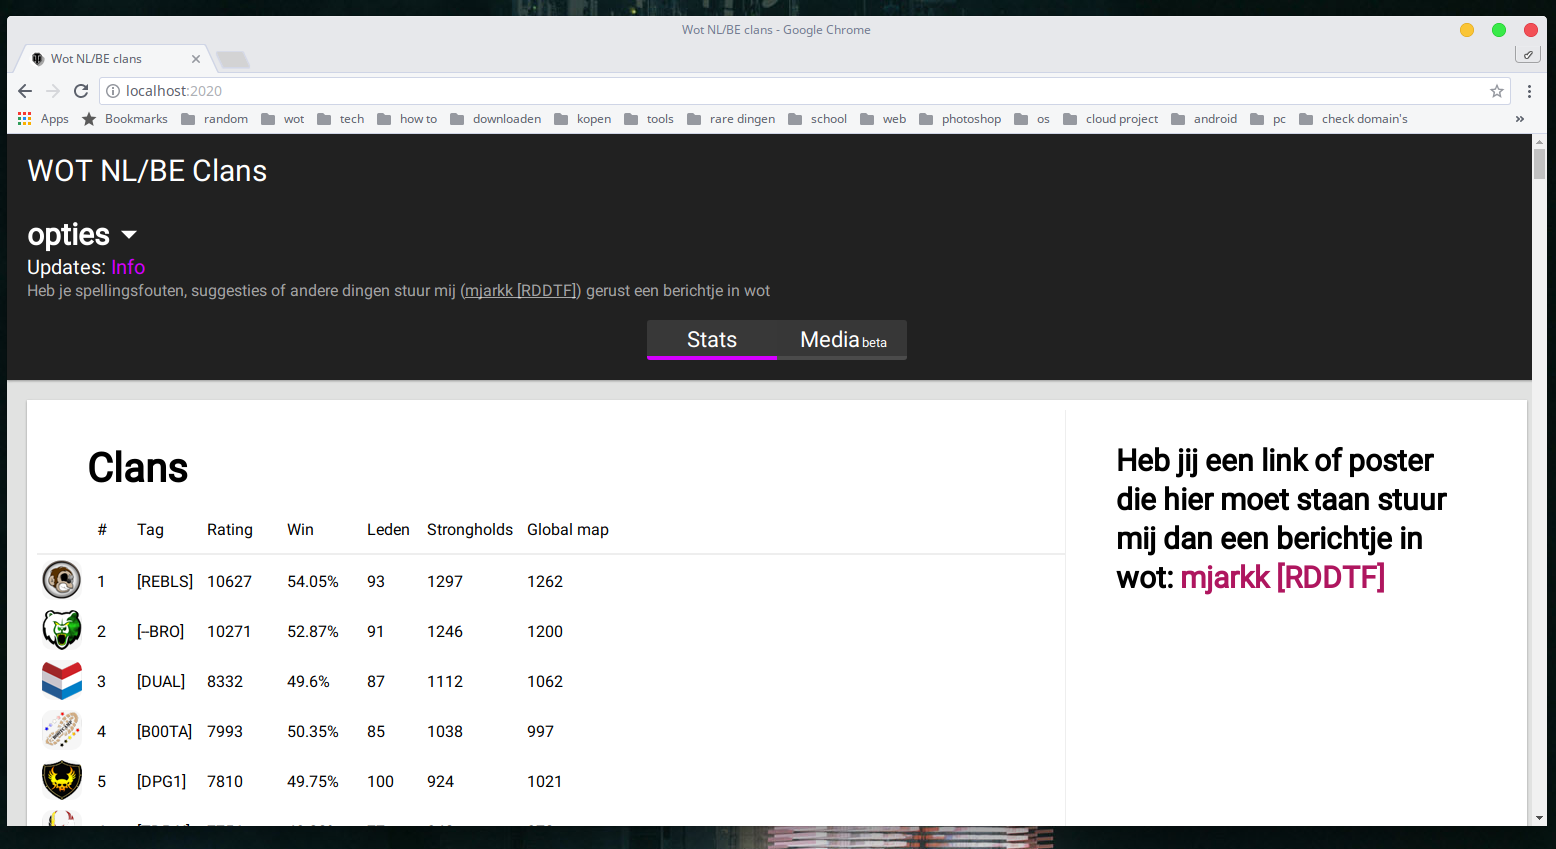 Wot NL/BE clans - Google Chrome
Wot NL/BE clans
localhost:2020
Apps Bookmarks random wot tech how to downloaden kopen tools rare dingen school web photoshop os cloud project android pc check domain's »
WOT NL/BE Clans
opties
Updates: Info
Heb je spellingsfouten, suggesties of andere dingen stuur mij (mjarkk [RDDTF]) gerust een berichtje in wot
Stats Media beta
Clans
# Tag Rating Win Leden Strongholds Global map
1 [REBLS] 10627 54.05% 93 1297 1262
2 [--BRO] 10271 52.87% 91 1246 1200
3 [DUAL] 8332 49.6% 87 1112 1062
4 [B00TA] 7993 50.35% 85 1038 997
5 [DPG1] 7810 49.75% 100 924 1021
Heb jij een link of poster
die hier moet staan stuur
mij dan een berichtje in
wot: mjarkk [RDDTF]